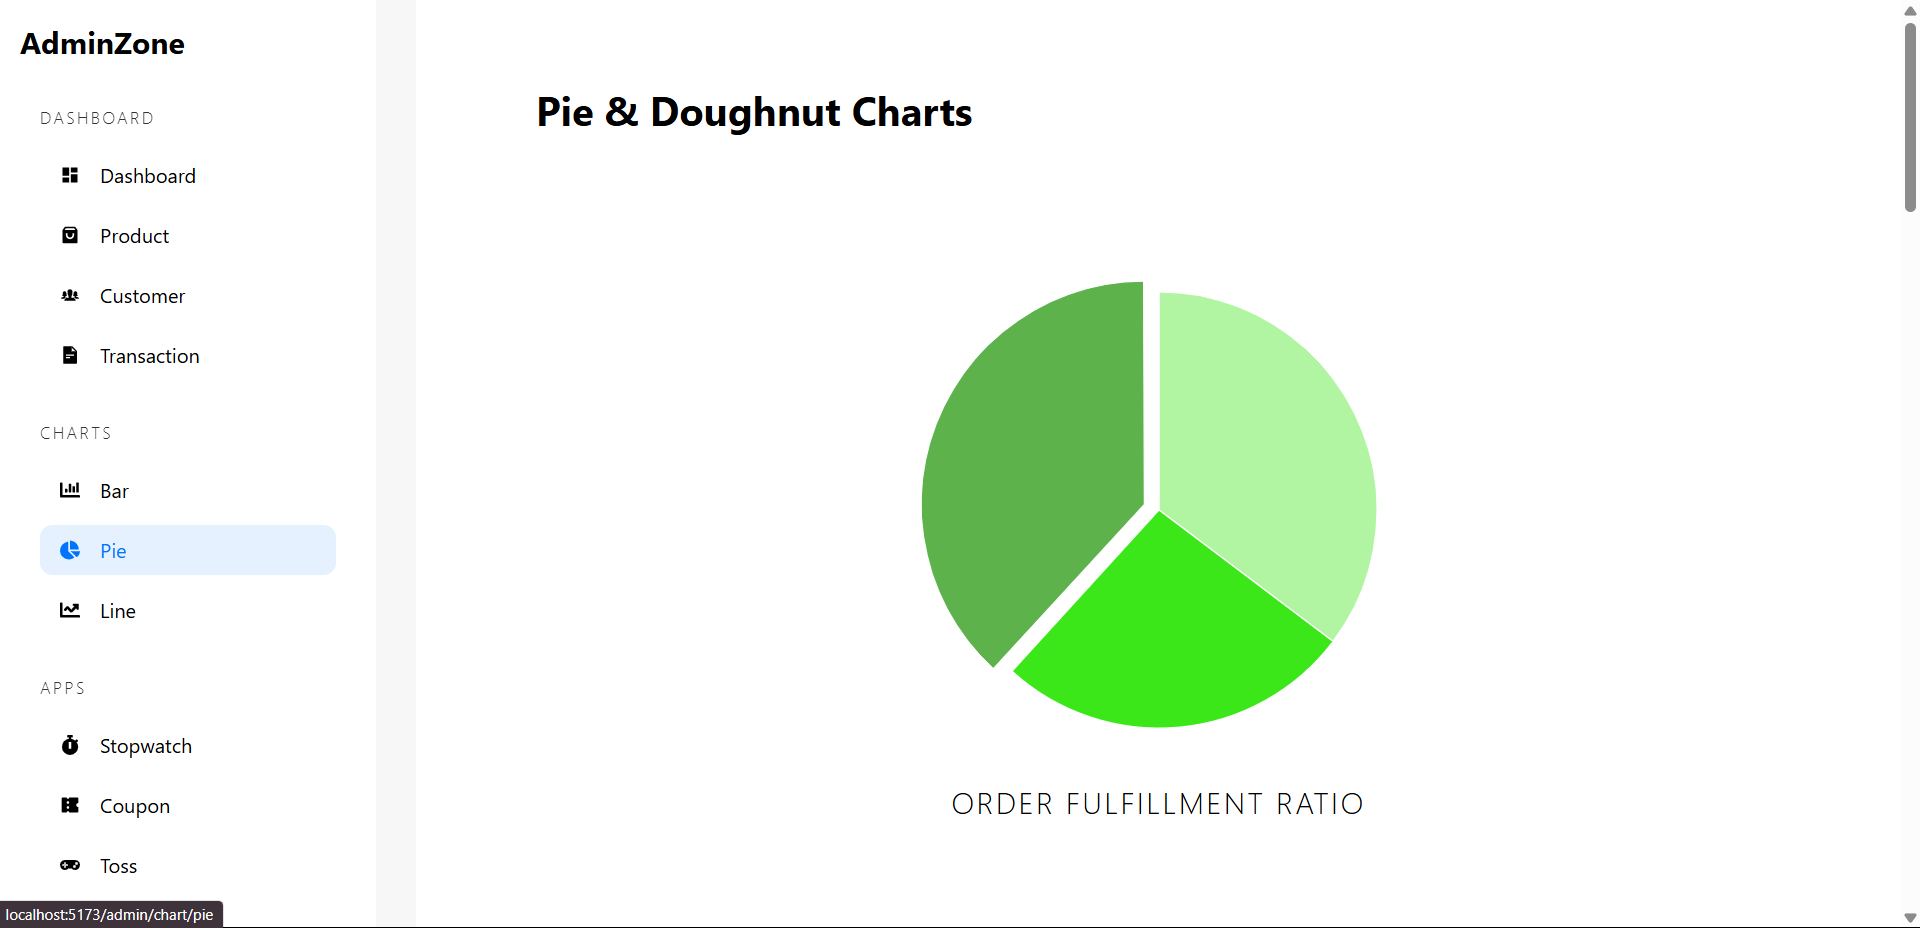 AdminZone
DASHBOARD
Dashboard
Product
Customer
Transaction
CHARTS
Bar
Pie
Line
APPS
Stopwatch
Coupon
Toss
localhost:5173/admin/chart/pie
Pie & Doughnut Charts
ORDER FULFILLMENT RATIO